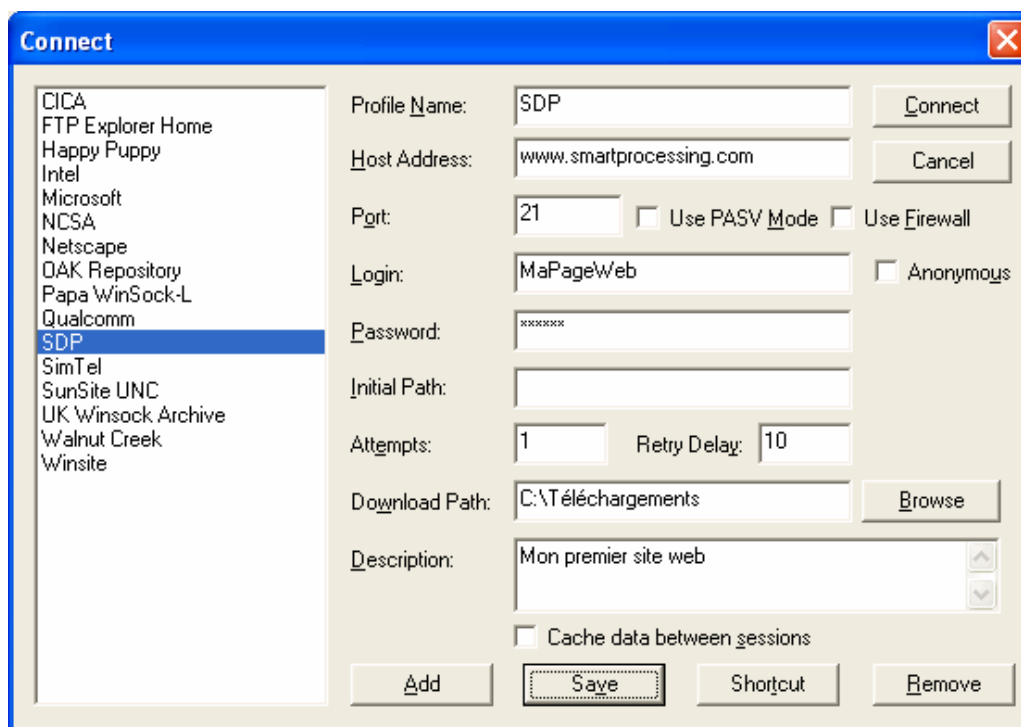 Connect
CICA
FTP Explorer Home
Happy Puppy
Intel
Microsoft
NCSA
Netscape
OAK Repository
Papa WinSock-L
Qualcomm
SDP
SimTel
SunSite UNC
UK Winsock Archive
Walnut Creek
Winsite
Profile Name: SDP Connect
Host Address: www.smartprocessing.com Cancel
Port: 21 Use PASV Mode Use Firewall
Login: MaPageWeb Anonymous
Password: ******
Initial Path:
Attempts: 1 Retry Delay: 10
Download Path: C:\Téléchargements Browse
Description: Mon premier site web
Cache data between sessions
Add Save Shortcut Remove